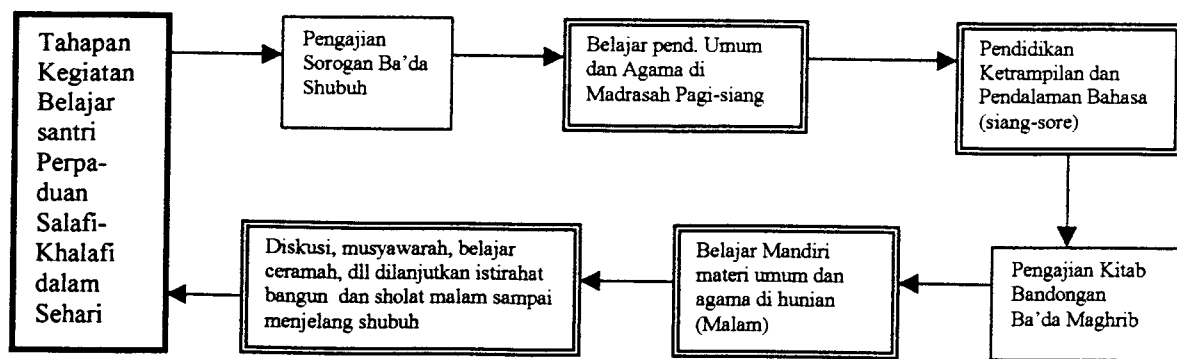 Tahapan
Kegiatan
Belajar
santri
Perpa-
duan
Salafi-
Khalafi
dalam
Sehari
Pengajian
Sorogan Ba'da
Shubuh
Belajar pend. Umum
dan Agama di
Madrasah Pagi-siang
Pendidikan
Ketrampilan dan
Pendalaman Bahasa
(siang-sore)
Pengajian Kitab
Bandongan
Ba'da Maghrib
Belajar Mandiri
materi umum dan
agama di hunian
(Malam)
Diskusi, musyawarah, belajar
ceramah, dll dilanjutkan istirahat
bangun dan sholat malam sampai
menjelang shubuh